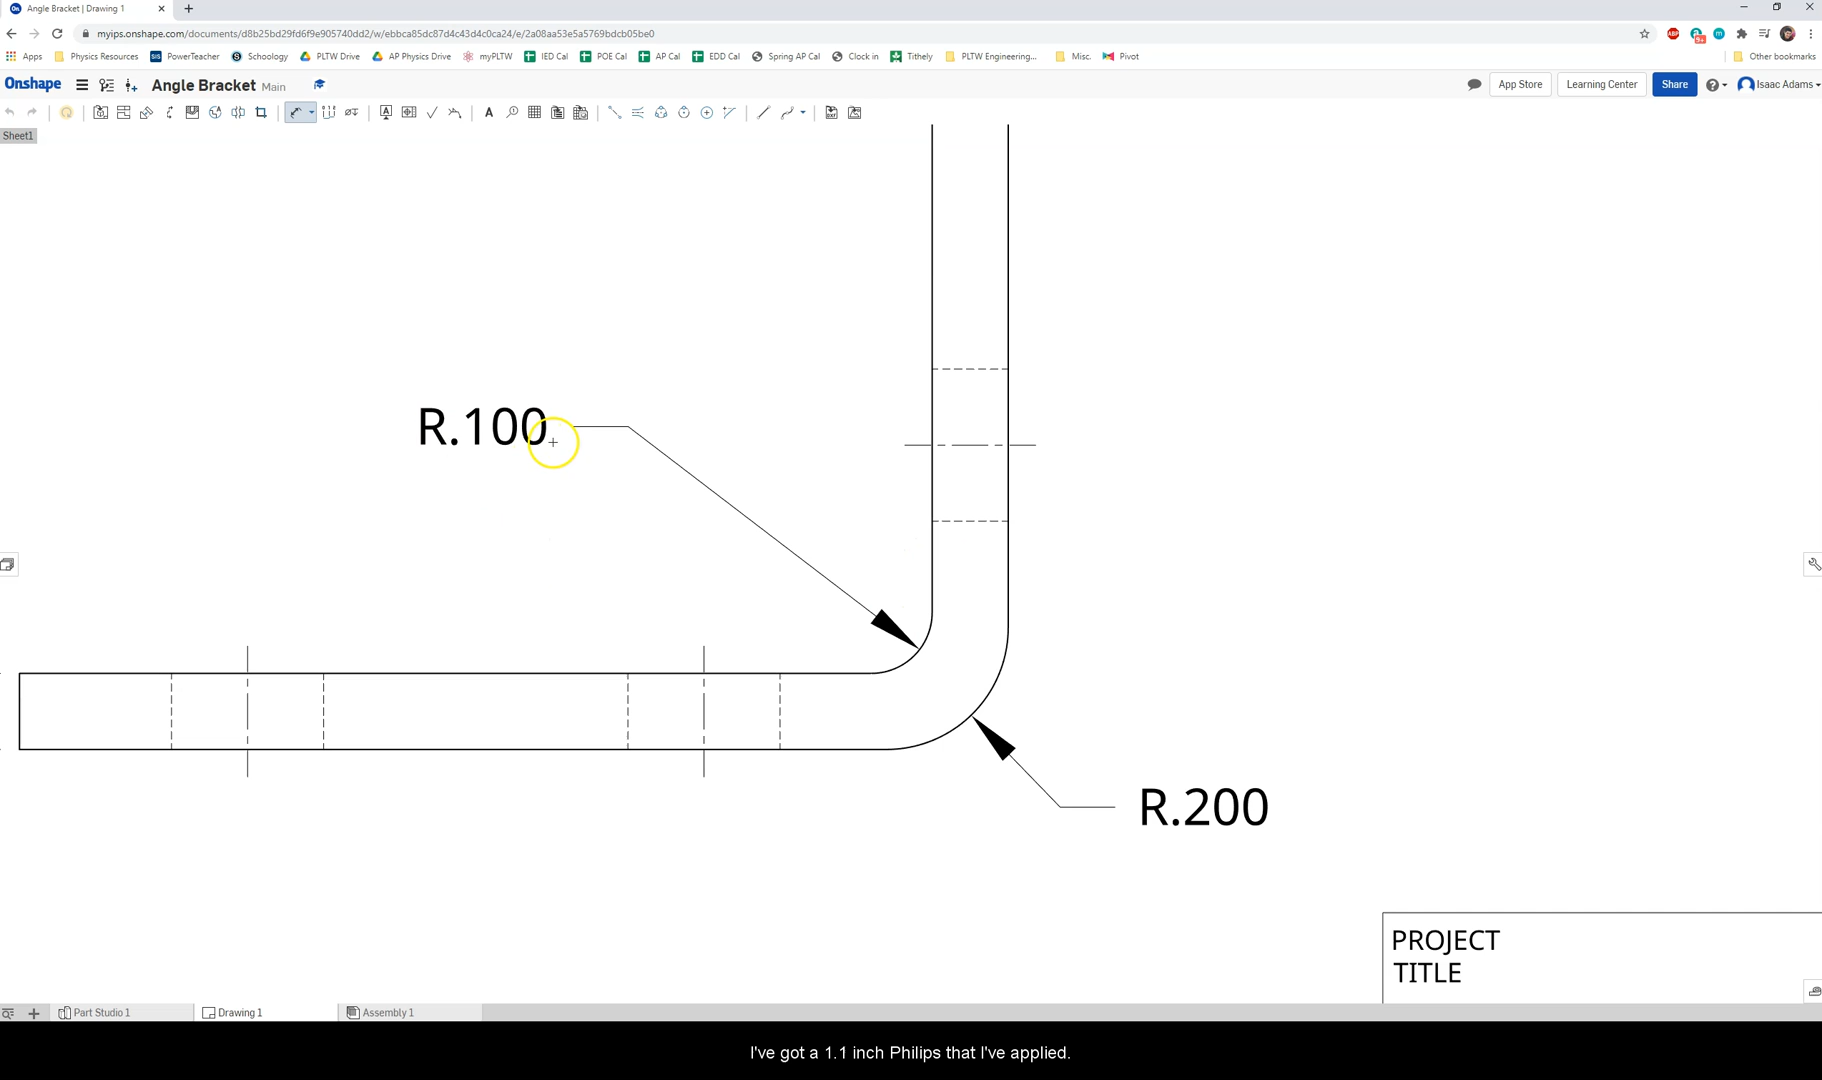 Angle Bracket | Drawing 1
myips.onshape.com/documents/d8b25bd29fd6f9e905740dd2/w/ebbca85dc87d4c43d4c0ca24/e/2a08aa53e5a5769bdcb05be0
Apps Physics Resources PowerTeacher Schoology PLTW Drive AP Physics Drive myPLTW IED Cal POE Cal AP Cal EDD Cal Spring AP Cal Clock in Tithely PLTW Engineering... Misc. Pivot Other bookmarks
Onshape Angle Bracket Main App Store Learning Center Share Isaac Adams
Sheet1
R.100
R.200
PROJECT
TITLE
Part Studio 1 Drawing 1 Assembly 1
I've got a 1.1 inch Philips that I've applied.